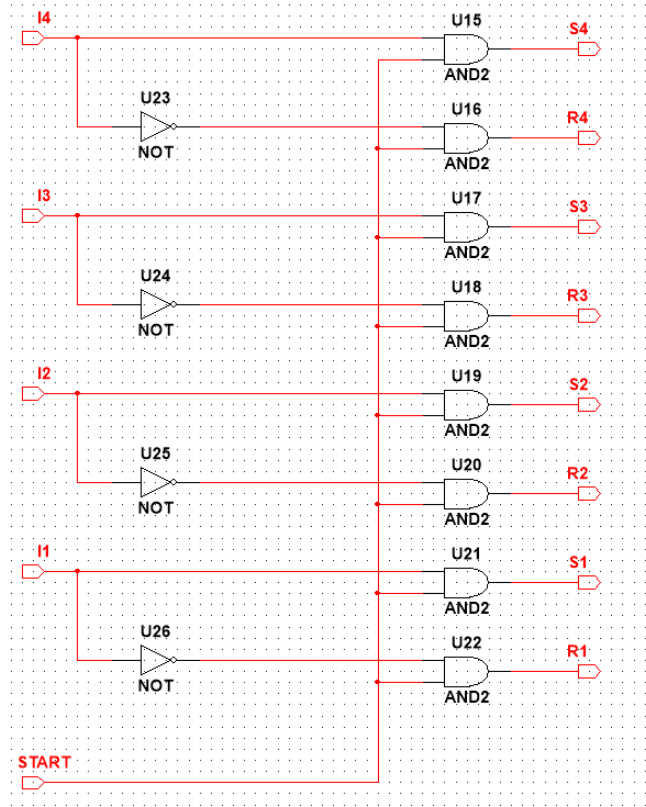 I4
U15
S4
AND2
U23
U16
R4
NOT
AND2
I3
U17
S3
AND2
U24
U18
R3
NOT
AND2
I2
U19
S2
AND2
U25
U20
R2
NOT
AND2
I1
U21
S1
AND2
U26
U22
R1
NOT
AND2
START